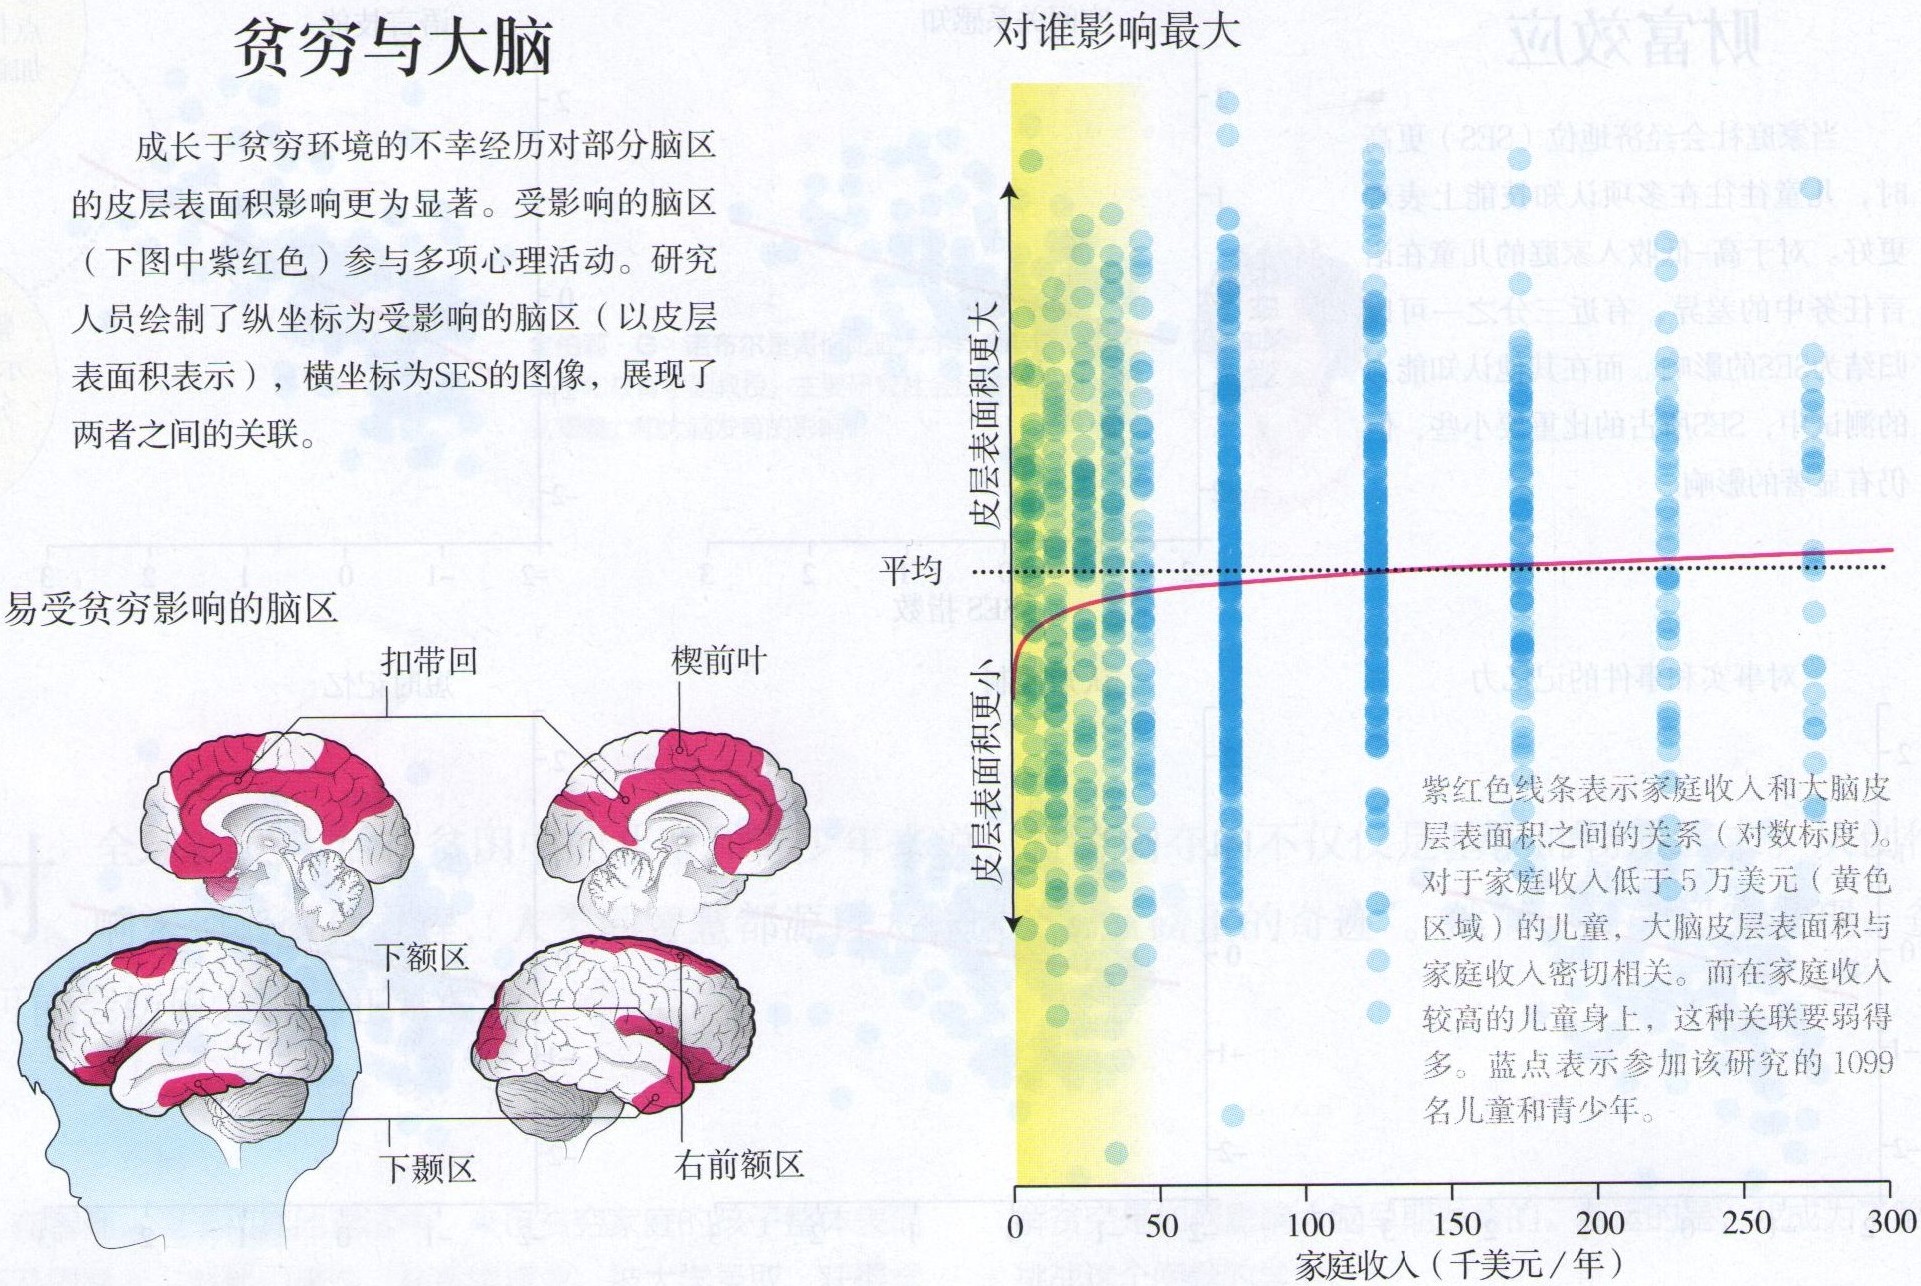 贫穷与大脑
成长于贫穷环境的不幸经历对部分脑区
的皮层表面积影响更为显著。受影响的脑区
（下图中紫红色）参与多项心理活动。研究
人员绘制了纵坐标为受影响的脑区（以皮层
表面积表示），横坐标为SES的图像，展现了
两者之间的关联。
易受贫穷影响的脑区
扣带回
楔前叶
下额区
下颞区
右前额区
对谁影响最大
皮层表面积更大
平均
皮层表面积更小
紫红色线条表示家庭收入和大脑皮
层表面积之间的关系（对数标度）。
对于家庭收入低于5万美元（黄色
区域）的儿童，大脑皮层表面积与
家庭收入密切相关。而在家庭收入
较高的儿童身上，这种关联要弱得
多。蓝点表示参加该研究的1099
名儿童和青少年。
0 50 100 150 200 250 300
家庭收入（千美元/年）